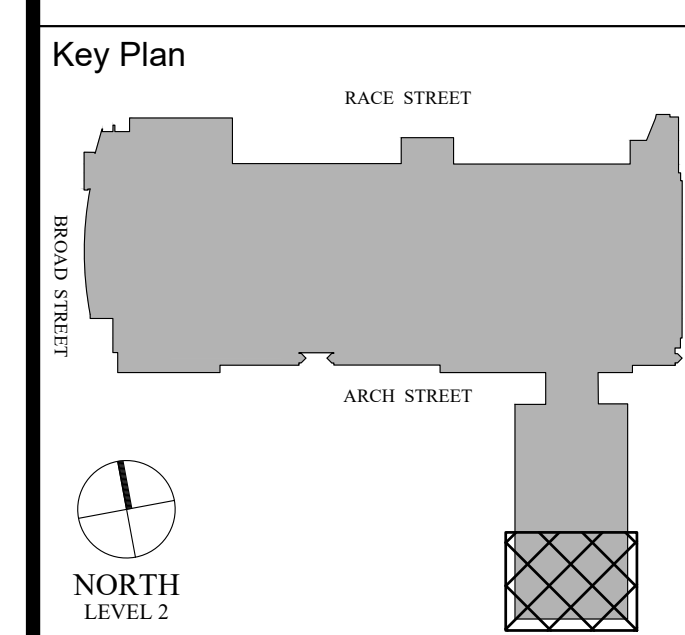 Key Plan
RACE STREET
BROAD STREET
ARCH STREET
NORTH
LEVEL 2